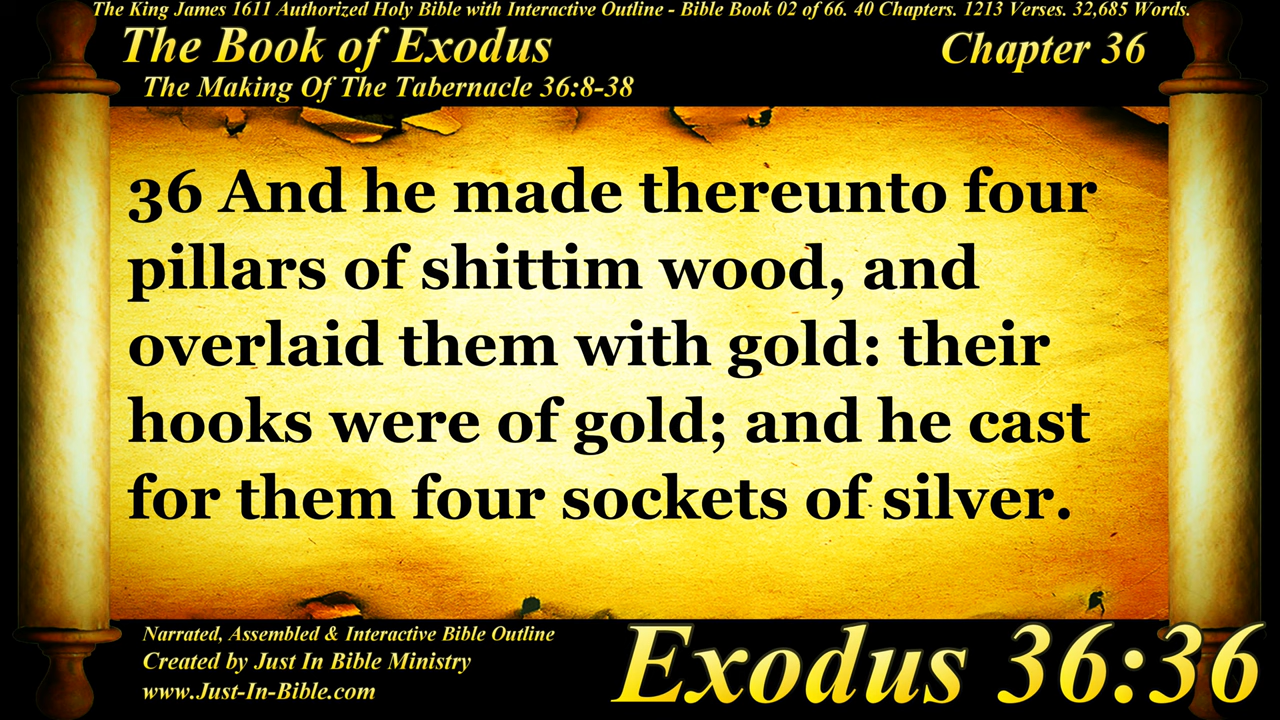 The King James 1611 Authorized Holy Bible with Interactive Outline - Bible Book 02 of 66. 40 Chapters. 1213 Verses. 32,685 Words.
The Book of Exodus
Chapter 36
The Making Of The Tabernacle 36:8-38
36 And he made thereunto four
pillars of shittim wood, and
overlaid them with gold: their
hooks were of gold; and he cast
for them four sockets of silver.
Narrated, Assembled & Interactive Bible Outline
Created by Just In Bible Ministry
www.Just-In-Bible.com
Exodus 36:36